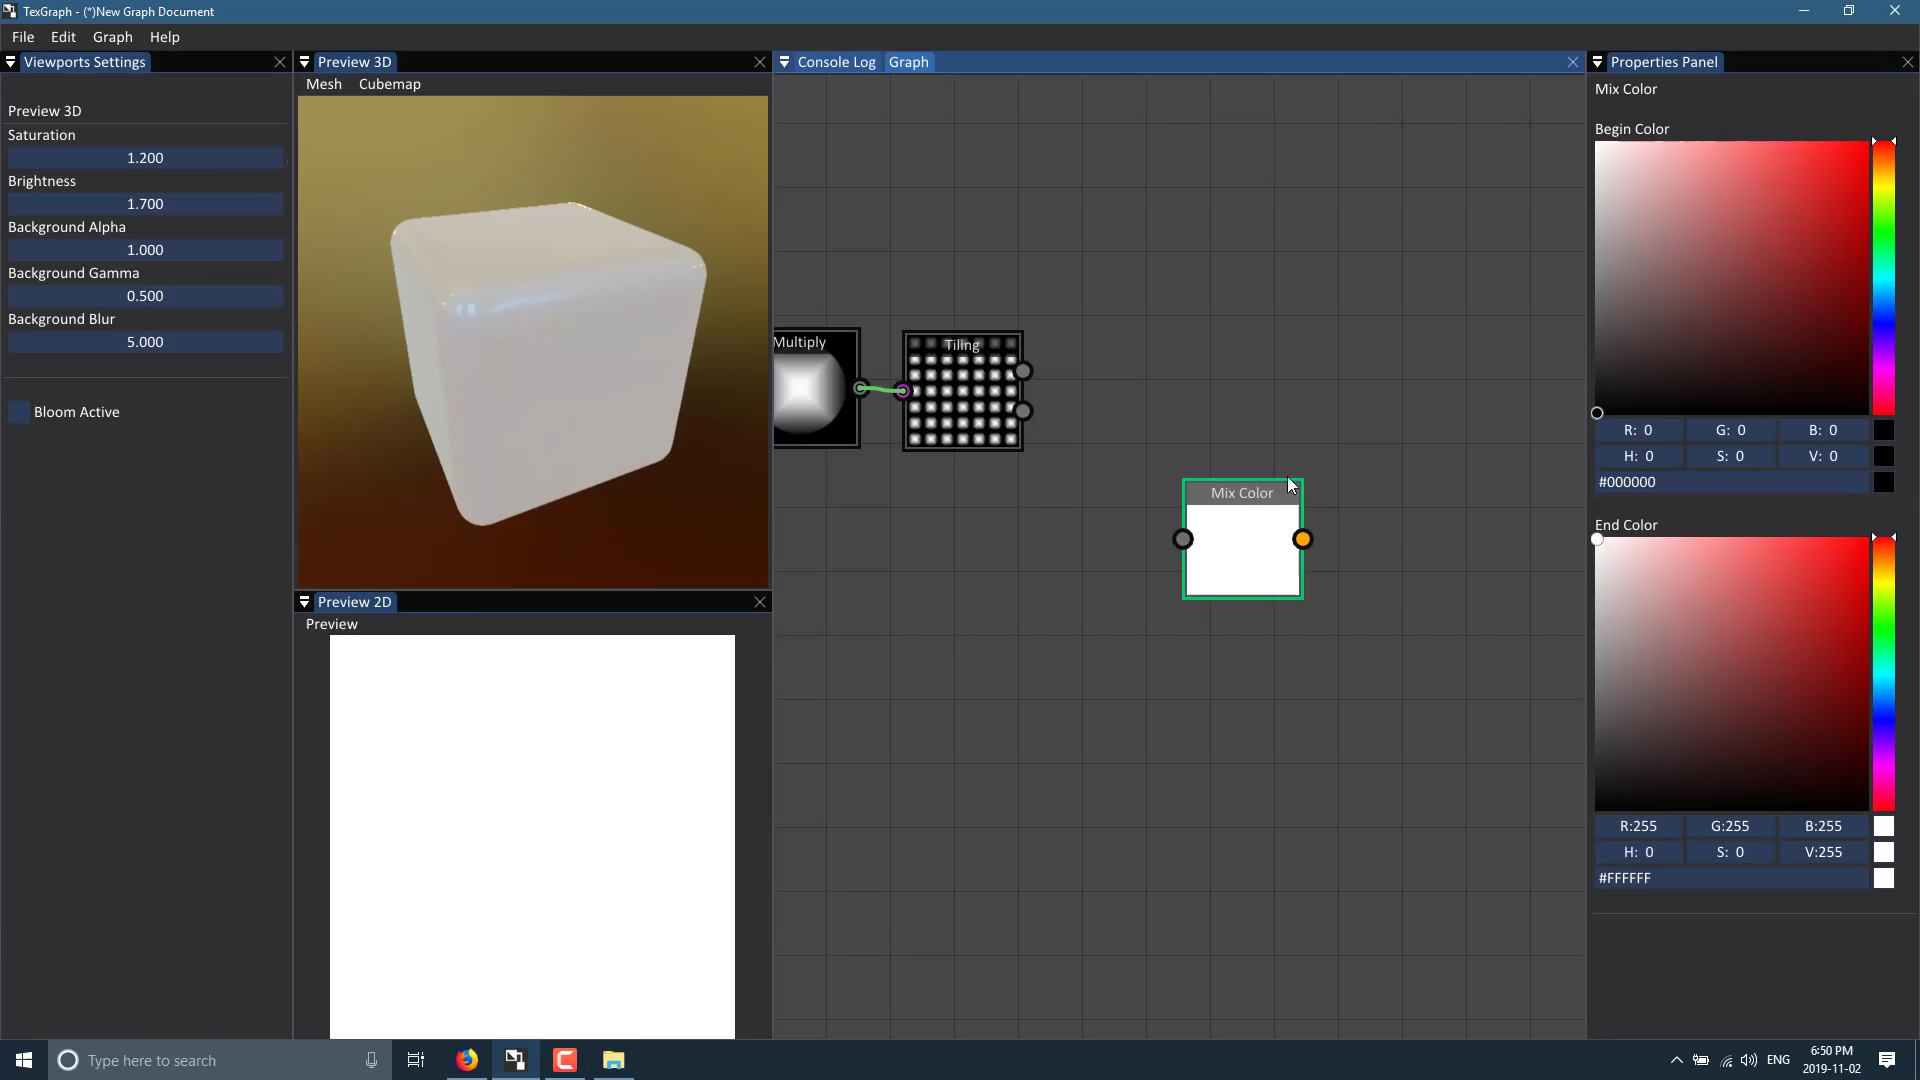 TexGraph - (*)New Graph Document
File Edit Graph Help
Viewports Settings
Preview 3D
Saturation
1.200
Brightness
1.700
Background Alpha
1.000
Background Gamma
0.500
Background Blur
5.000
Bloom Active
Preview 3D
Mesh Cubemap
Preview 2D
Preview
Console Log Graph
Multiply
Tiling
Mix Color
Properties Panel
Mix Color
Begin Color
R: 0 G: 0 B: 0
H: 0 S: 0 V: 0
#000000
End Color
R:255 G:255 B:255
H: 0 S: 0 V:255
#FFFFFF
Type here to search
ENG
6:50 PM
2019-11-02